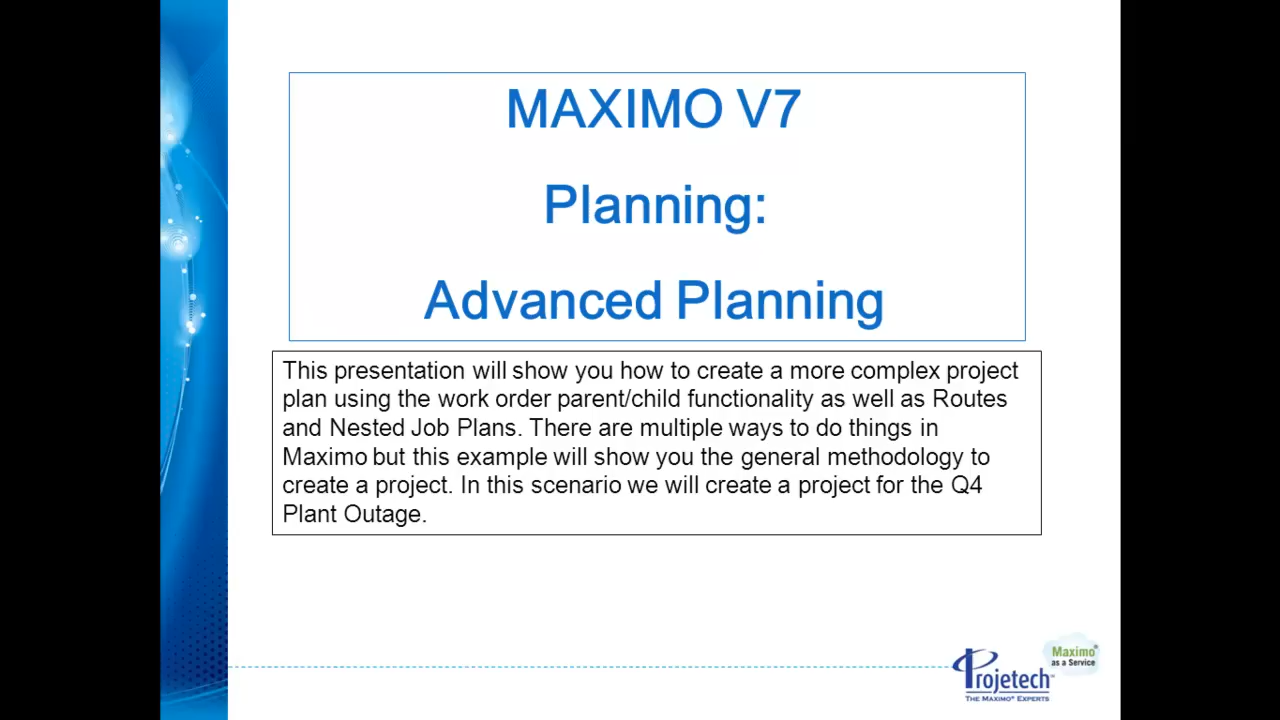 MAXIMO V7
Planning:
Advanced Planning
This presentation will show you how to create a more complex project
plan using the work order parent/child functionality as well as Routes
and Nested Job Plans. There are multiple ways to do things in
Maximo but this example will show you the general methodology to
create a project. In this scenario we will create a project for the Q4
Plant Outage.
Maximo®
as a Service
Projetech™
THE MAXIMO® EXPERTS